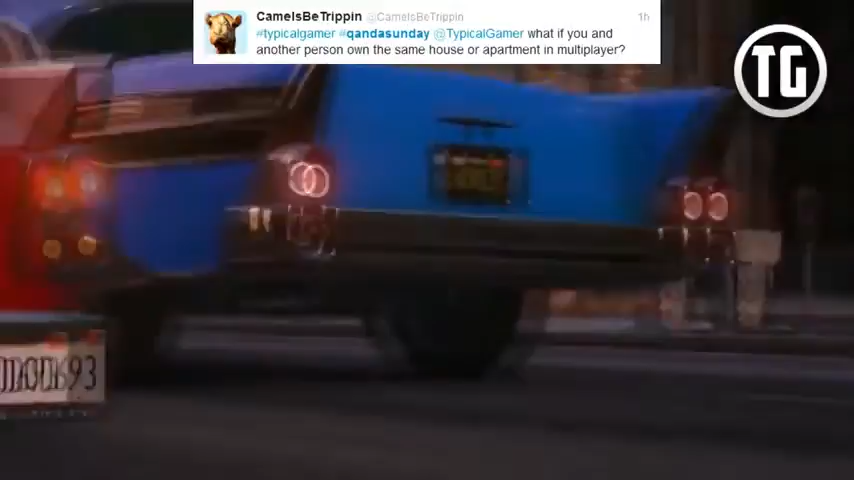 CamelsBeTrippin @CamelsBeTrippin 1h
#typicalgamer #qandasunday @TypicalGamer what if you and
another person own the same house or apartment in multiplayer?
TG